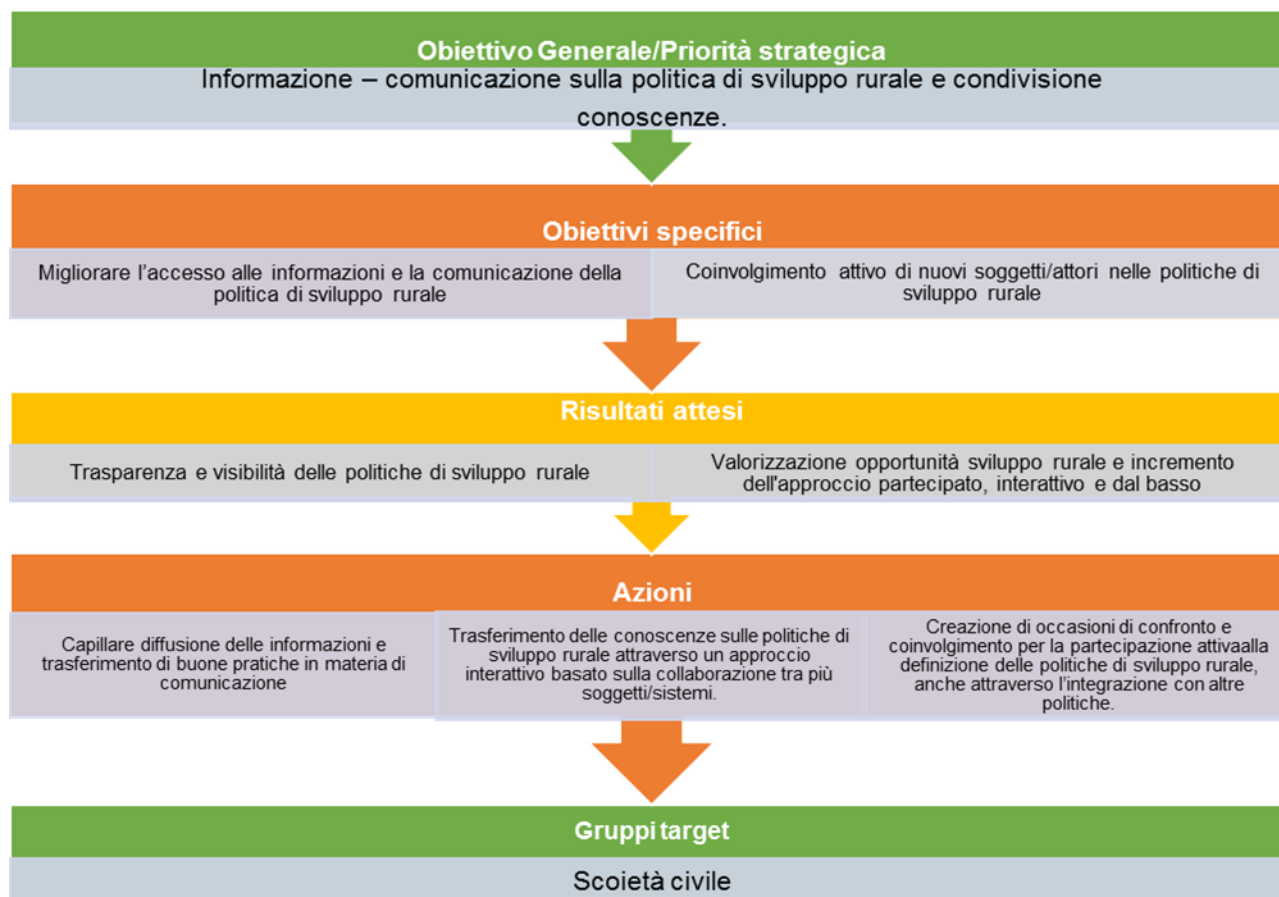 Obiettivo Generale/Priorità strategica
Informazione – comunicazione sulla politica di sviluppo rurale e condivisione
conoscenze.
Obiettivi specifici
Migliorare l'accesso alle informazioni e la comunicazione della
politica di sviluppo rurale
Coinvolgimento attivo di nuovi soggetti/attori nelle politiche di
sviluppo rurale
Risultati attesi
Trasparenza e visibilità delle politiche di sviluppo rurale
Valorizzazione opportunità sviluppo rurale e incremento
dell'approccio partecipato, interattivo e dal basso
Azioni
Capillare diffusione delle informazioni e
trasferimento di buone pratiche in materia di
comunicazione
Trasferimento delle conoscenze sulle politiche di
sviluppo rurale attraverso un approccio
interattivo basato sulla collaborazione tra più
soggetti/sistemi.
Creazione di occasioni di confronto e
coinvolgimento per la partecipazione attivaalla
definizione delle politiche di sviluppo rurale,
anche attraverso l'integrazione con altre
politiche.
Gruppi target
Scoietà civile